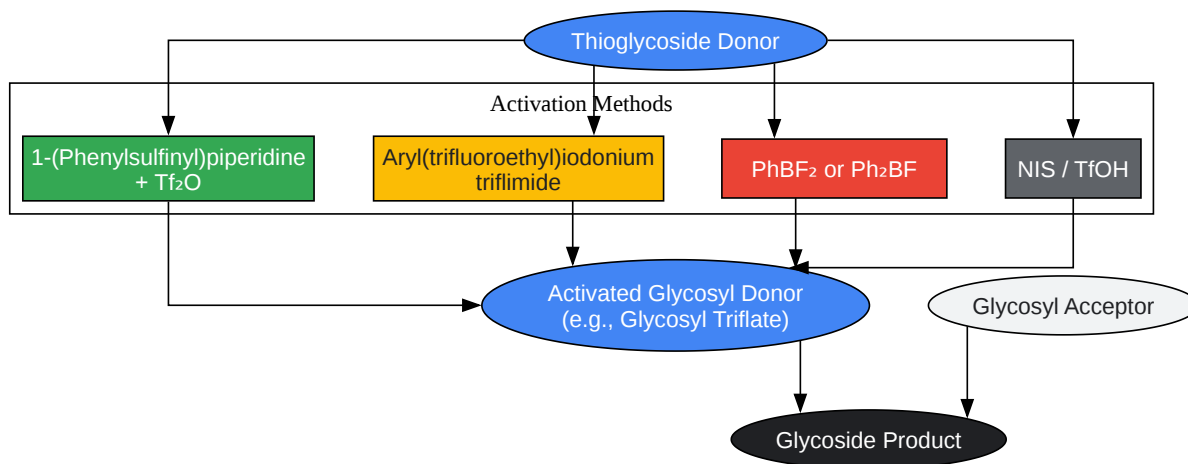 Thioglycoside Donor
Activation Methods
1-(Phenylsulfinyl)piperidine
+ Tf₂O
Aryl(trifluoroethyl)iodonium
triflimide
PhBF₂ or Ph₂BF
NIS / TfOH
Activated Glycosyl Donor
(e.g., Glycosyl Triflate)
Glycosyl Acceptor
Glycoside Product